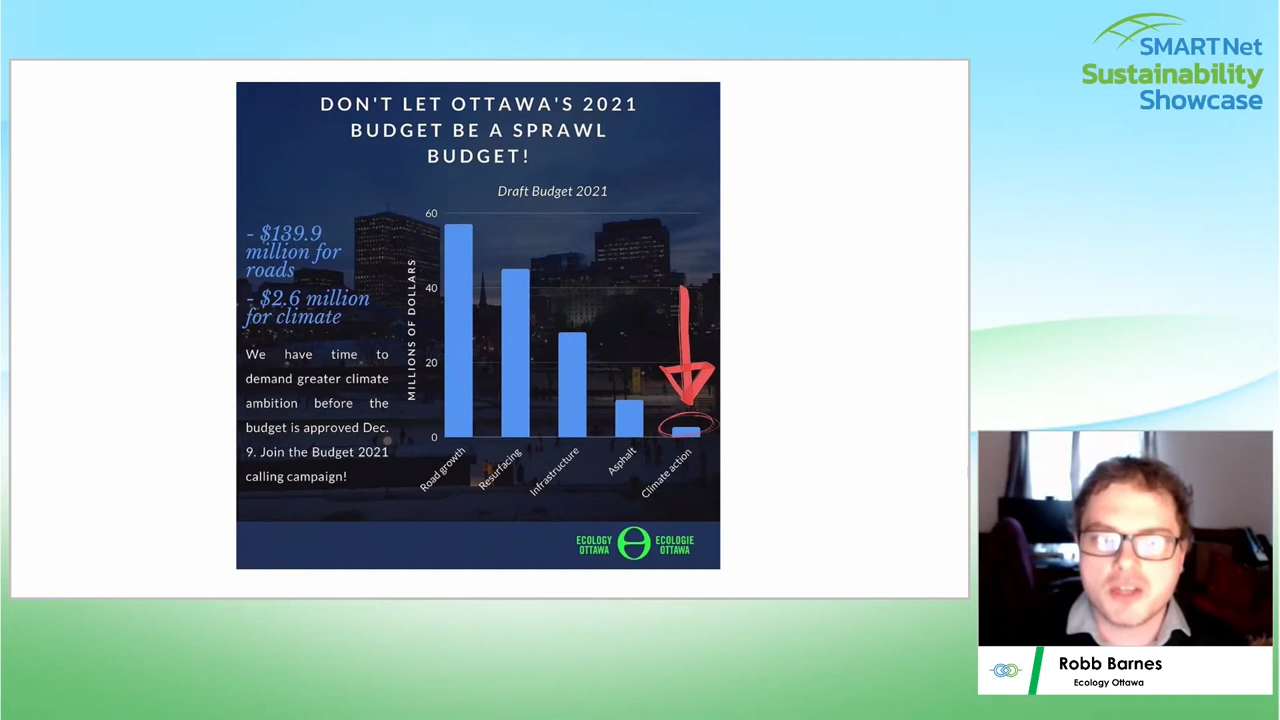 SMARTNet
Sustainability
Showcase
DON'T LET OTTAWA'S 2021
BUDGET BE A SPRAWL
BUDGET!
Draft Budget 2021
- $139.9
million for
roads
- $2.6 million
for climate
We have time to
demand greater climate
ambition before the
budget is approved Dec.
9. Join the Budget 2021
calling campaign!
MILLIONS OF DOLLARS
60
40
20
0
Road growth
Resurfacing
Infrastructure
Asphalt
Climate action
ECOLOGY
OTTAWA
ECOLOGIE
OTTAWA
Robb Barnes
Ecology Ottawa